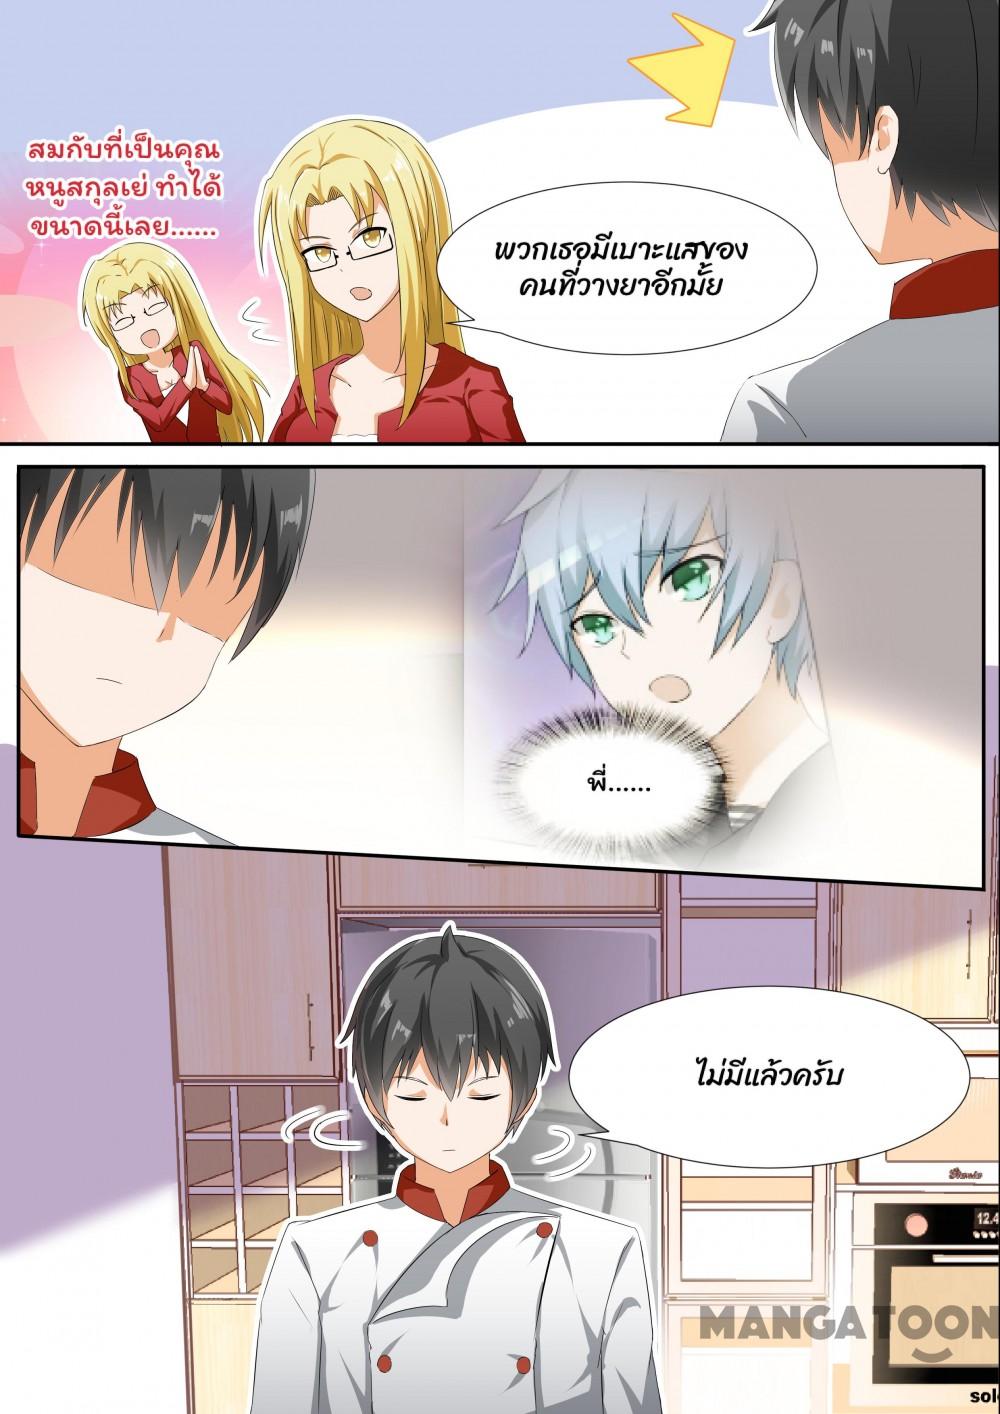 สมกับที่เป็นคุณ
หนูสกุลเย่ ทำได้
ขนาดนี้เลย......
พวกเธอมีเบาะแสของ
คนที่วางยาอีกมั้ย
พี่......
ไม่มีแล้วครับ
12.4
MANGATOON